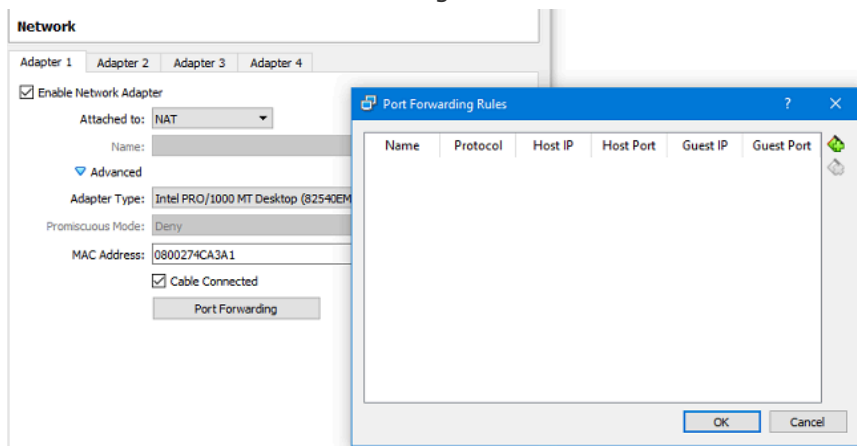 Network
Adapter 1 Adapter 2 Adapter 3 Adapter 4
Enable Network Adapter
Attached to: NAT
Name:
Advanced
Adapter Type: Intel PRO/1000 MT Desktop (82540EM
Promiscuous Mode: Deny
MAC Address: 0800274CA3A1
Cable Connected
Port Forwarding
Port Forwarding Rules ? ×
Name Protocol Host IP Host Port Guest IP Guest Port
OK Cancel